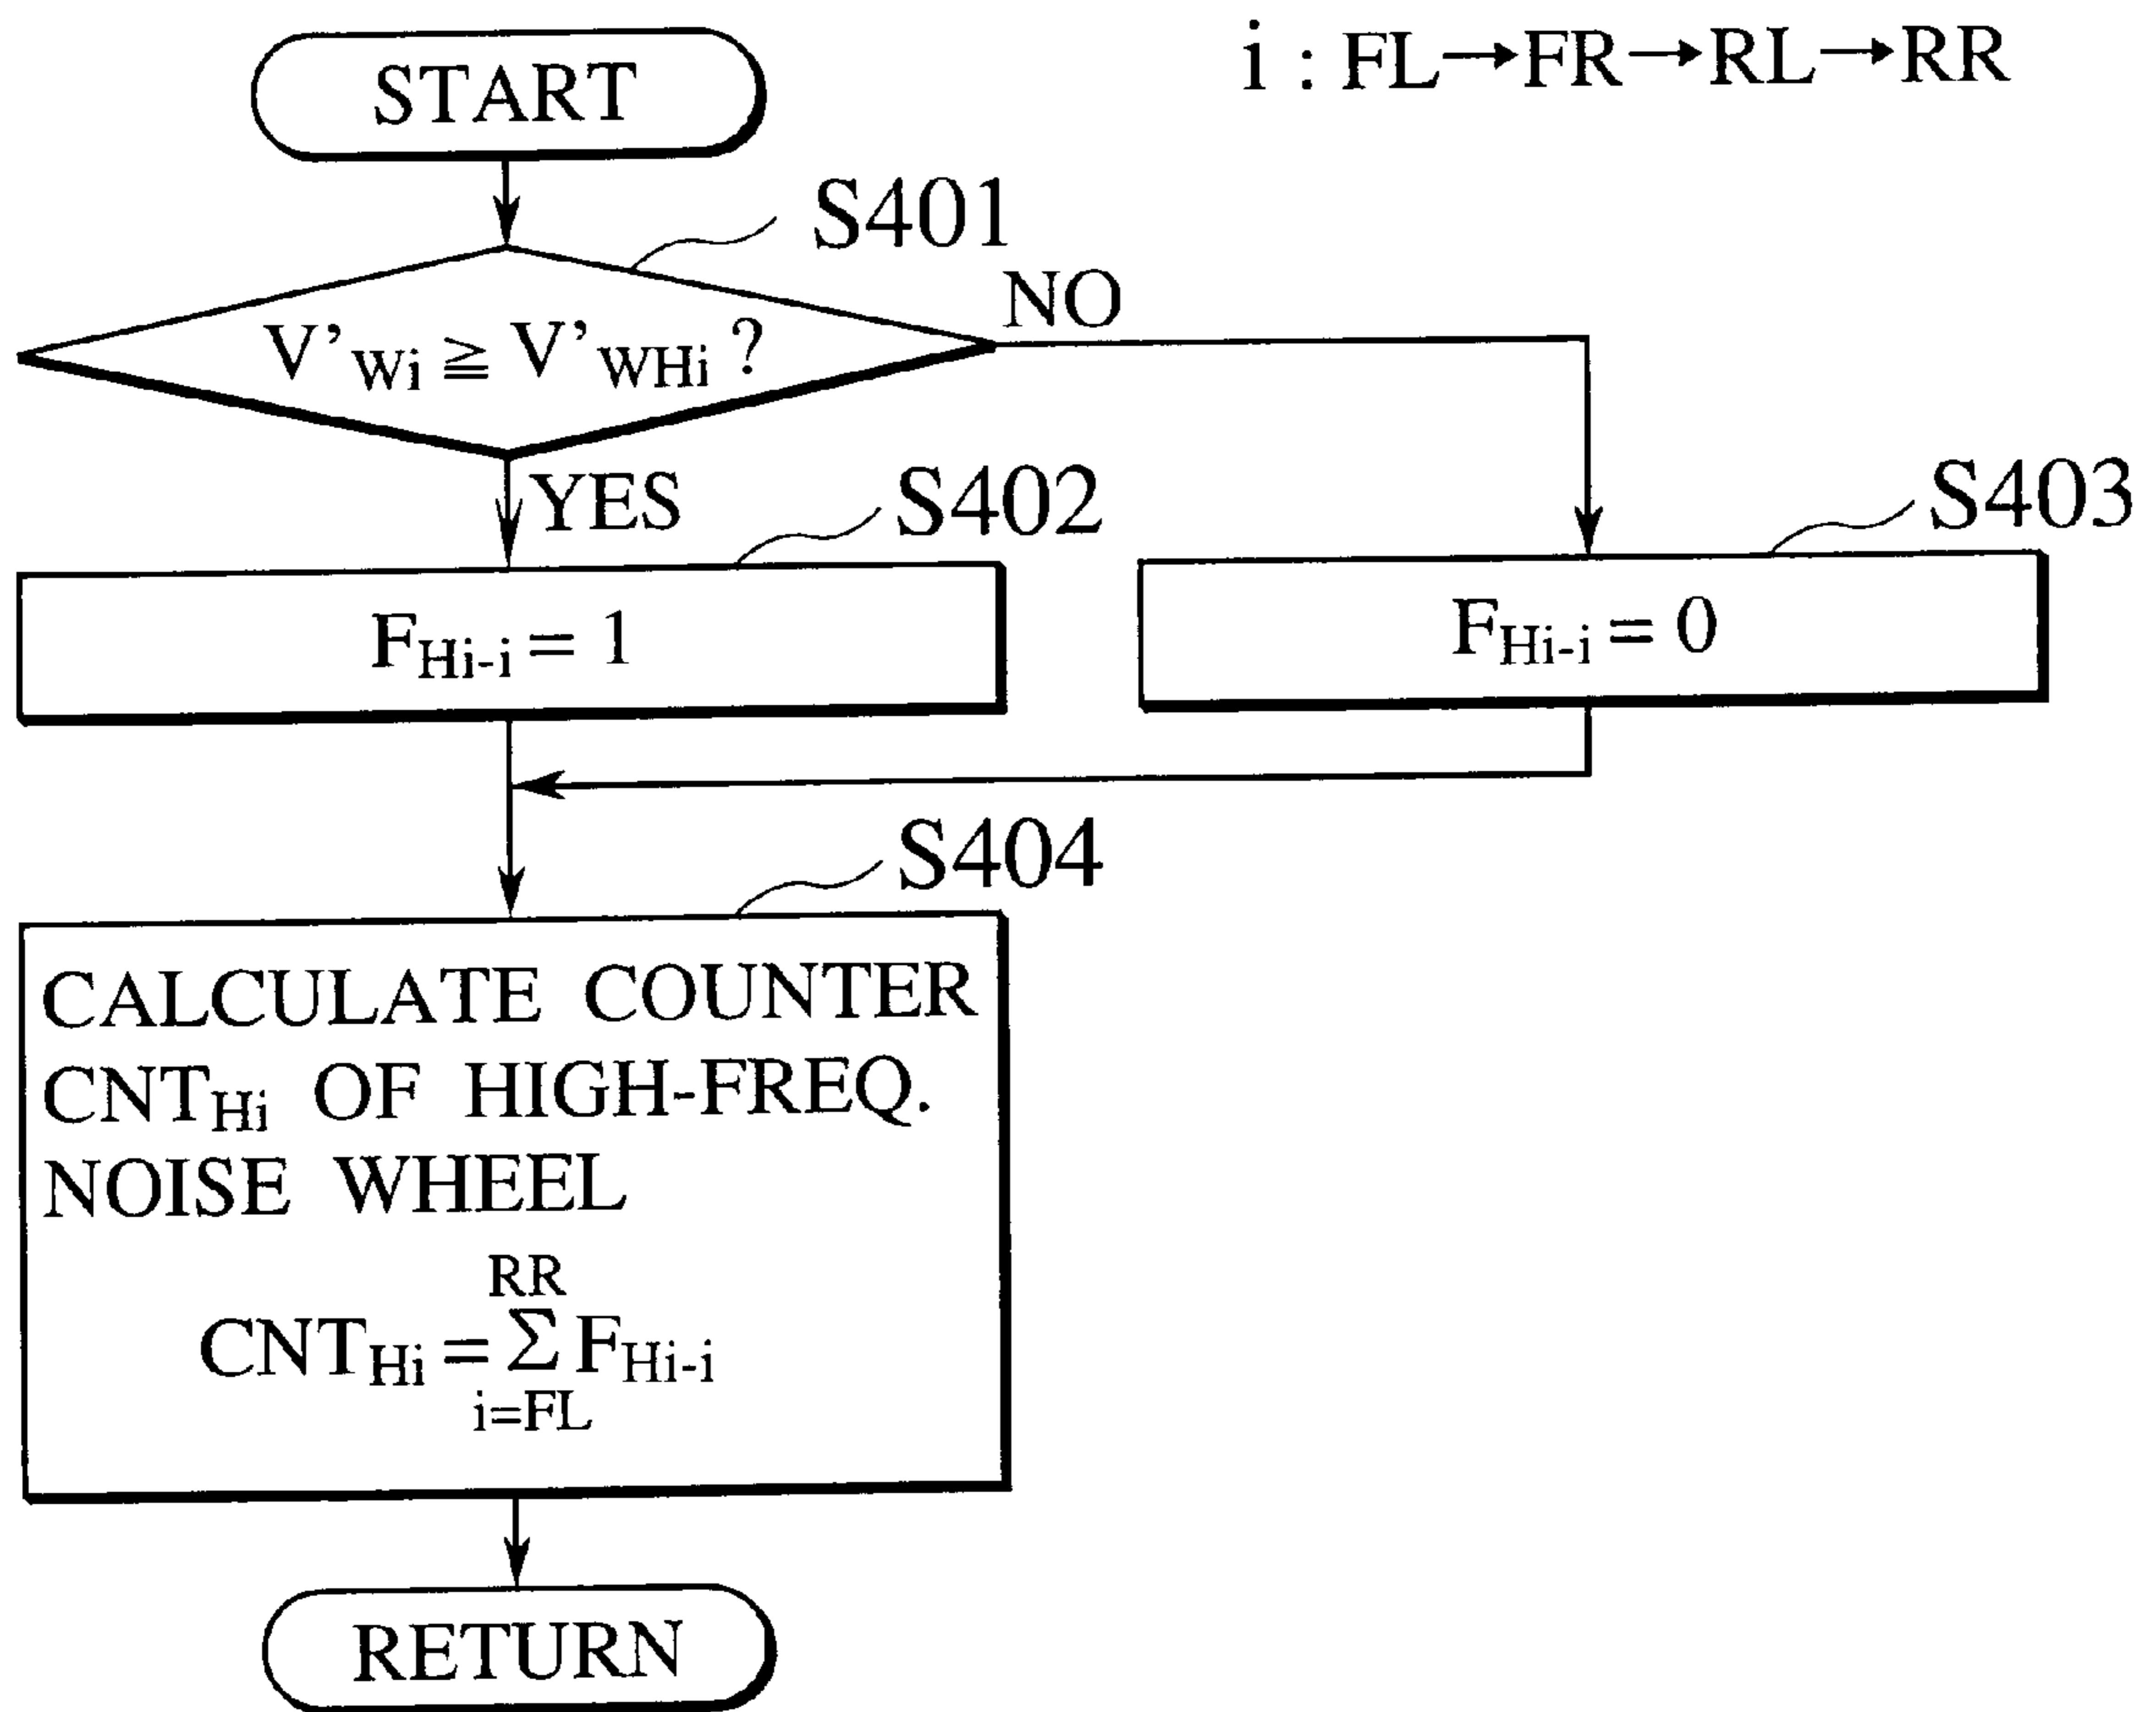 START
i : FL→FR→RL→RR
S401
V'Wi ≧ V'WHi ?
NO
YES
S402
S403
FHi-i = 1
FHi-i = 0
S404
CALCULATE COUNTER
CNTHi OF HIGH-FREQ.
NOISE WHEEL
RR
CNTHi = Σ FHi-i
i=FL
RETURN